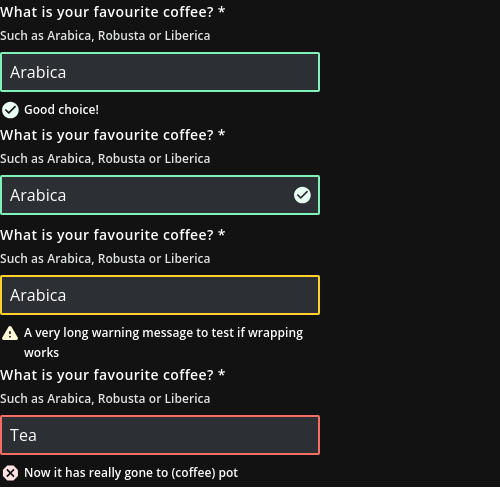 What is your favourite coffee? *
Such as Arabica, Robusta or Liberica
Arabica
Good choice!
What is your favourite coffee? *
Such as Arabica, Robusta or Liberica
Arabica
What is your favourite coffee? *
Such as Arabica, Robusta or Liberica
Arabica
A very long warning message to test if wrapping
works
What is your favourite coffee? *
Such as Arabica, Robusta or Liberica
Tea
Now it has really gone to (coffee) pot